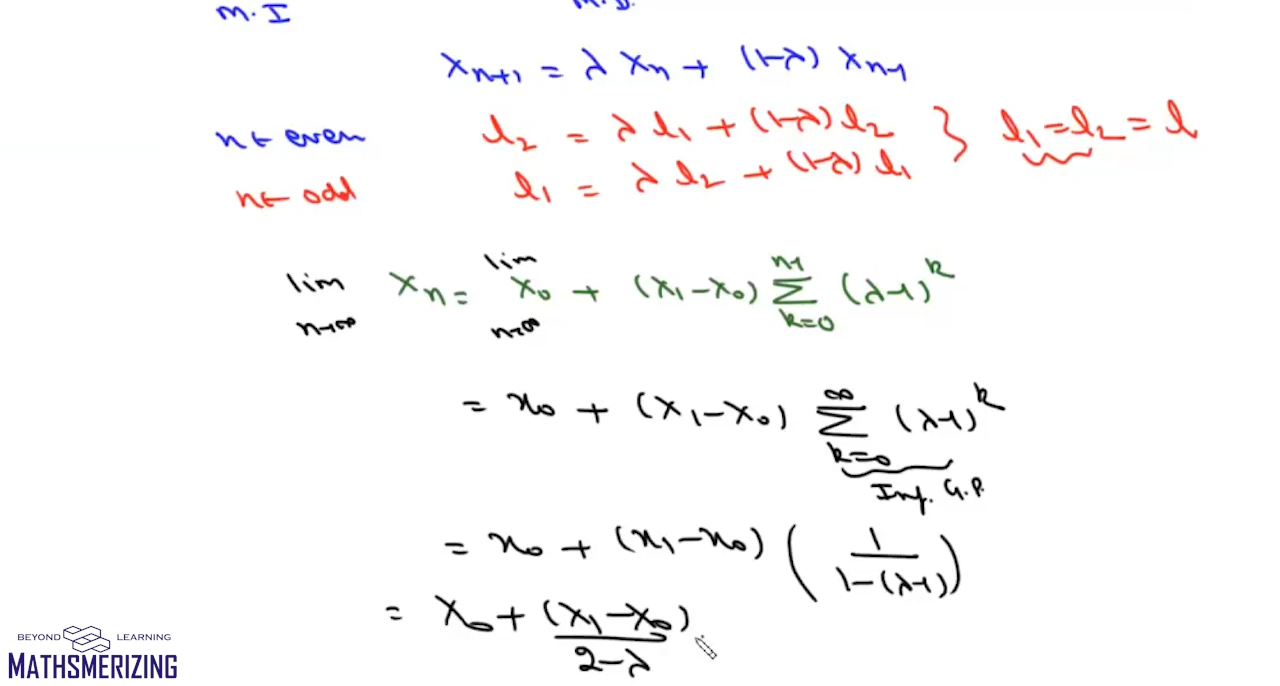 M.I M.D.
x_{n+1} = λ x_n + (1-λ) x_{n-1}
n← even l_2 = λ l_1 + (1-λ) l_2 } l_1 = l_2 = l
n← odd l_1 = λ l_2 + (1-λ) l_1
lim_{n→∞} x_n = lim_{n→∞} x_0 + (x_1 - x_0) ∑_{k=0}^{n-1} (λ-1)^k
= x_0 + (x_1 - x_0) ∑_{k=0}^{∞} (λ-1)^k
Inf. G.P.
= x_0 + (x_1 - x_0) (1 / 1-(λ-1))
= x_0 + (x_1 - x_0) / 2-λ
BEYOND LEARNING
MATHSMERIZING